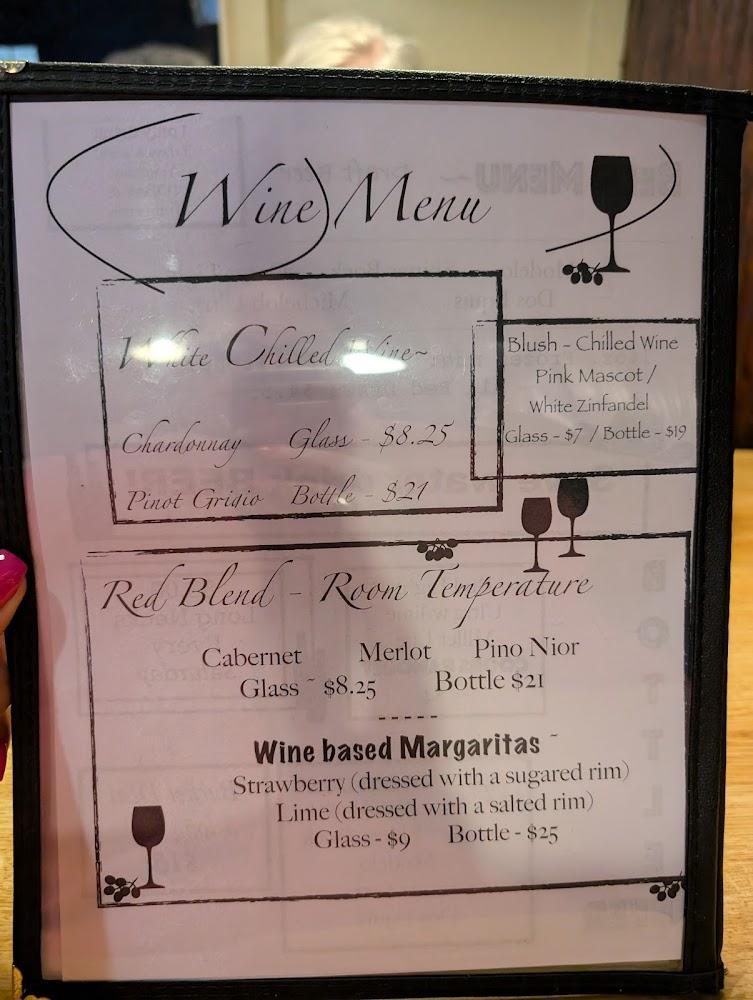 Wine Menu
White Chilled Wine~
Chardonnay Glass - $8.25
Pinot Grigio Bottle - $21
Blush - Chilled Wine
Pink Mascot /
White Zinfandel
Glass - $7 / Bottle - $19
Red Blend - Room Temperature
Cabernet Merlot Pino Nior
Glass ~ $8.25 Bottle $21
-----
Wine based Margaritas ~
Strawberry (dressed with a sugared rim)
Lime (dressed with a salted rim)
Glass - $9 Bottle - $25